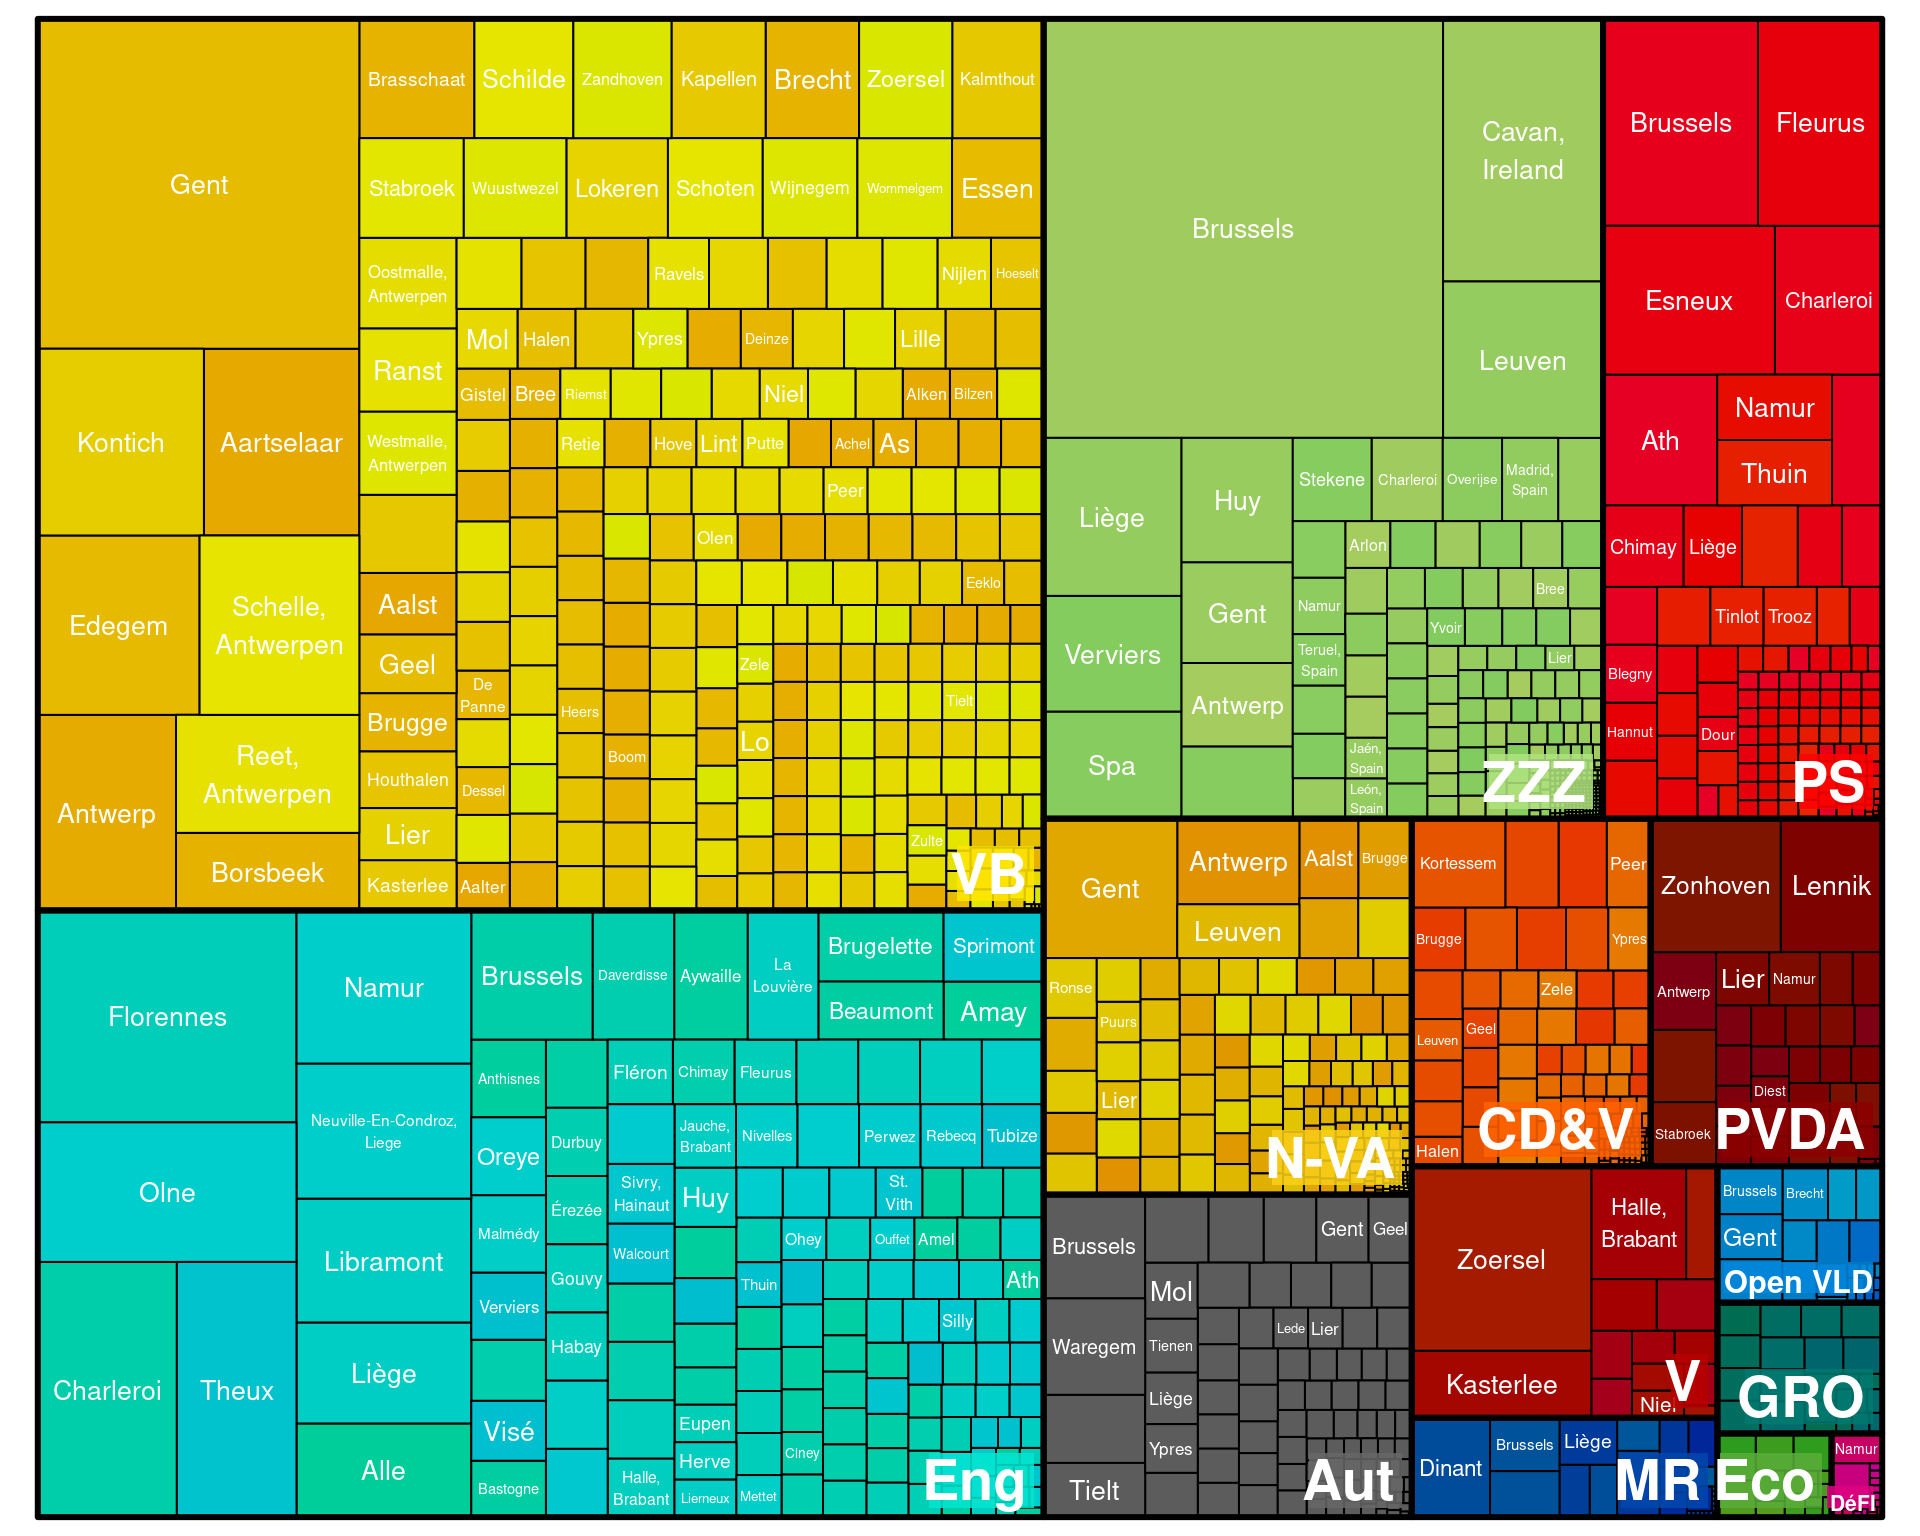 Gent
Brasschaat
Schilde
Zandhoven
Kapellen
Brecht
Zoersel
Kalmthout
Stabroek
Wuustwezel
Lokeren
Schoten
Wijnegem
Wommelgem
Essen
Oostmalle,
Antwerpen
Ravels
Nijlen
Hoeselt
Ranst
Mol
Halen
Ypres
Deinze
Lille
Gistel
Bree
Riemst
Niel
Alken
Bilzen
Kontich
Aartselaar
Westmalle,
Antwerpen
Retie
Hove
Lint
Putte
Achel
As
Peer
Olen
Eeklo
Edegem
Schelle,
Antwerpen
Aalst
Geel
De
Panne
Zele
Tielt
Heers
Brugge
Lo
Boom
Antwerp
Reet,
Antwerpen
Houthalen
Dessel
Lier
Zulte
Borsbeek
Kasterlee
Aalter
VB
Brussels
Cavan,
Ireland
Leuven
Liège
Huy
Stekene
Charleroi
Overijse
Madrid,
Spain
Arlon
Bree
Gent
Namur
Yvoir
Verviers
Teruel,
Spain
Lier
Antwerp
Spa
Jaén,
Spain
León,
Spain
ZZZ
Brussels
Fleurus
Esneux
Charleroi
Ath
Namur
Thuin
Chimay
Liège
Tinlot
Trooz
Blegny
Hannut
Dour
PS
Florennes
Namur
Brussels
Daverdisse
Aywaille
La
Louvière
Brugelette
Sprimont
Beaumont
Amay
Neuville-En-Condroz,
Liege
Anthisnes
Fléron
Chimay
Fleurus
Olne
Oreye
Durbuy
Jauche,
Brabant
Nivelles
Perwez
Rebecq
Tubize
Sivry,
Hainaut
Huy
St.
Vith
Libramont
Malmédy
Érezée
Walcourt
Ohey
Ouffet
Amel
Gouvy
Thuin
Ath
Charleroi
Theux
Liège
Verviers
Habay
Silly
Alle
Visé
Eupen
Ciney
Bastogne
Halle,
Brabant
Herve
Lierneux
Mettet
Eng
Gent
Antwerp
Aalst
Brugge
Leuven
Ronse
Puurs
Lier
N-VA
Kortessem
Peer
Brugge
Ypres
Zele
Leuven
Geel
Halen
CD&V
Zonhoven
Lennik
Antwerp
Lier
Namur
Diest
Stabroek
PVDA
Brussels
Gent
Geel
Mol
Waregem
Tienen
Lede
Lier
Liège
Ypres
Tielt
Aut
Zoersel
Halle,
Brabant
Kasterlee
V
Brussels
Brecht
Gent
Open VLD
GRO
Dinant
Brussels
Liège
MR
Eco
Namur
DéFI